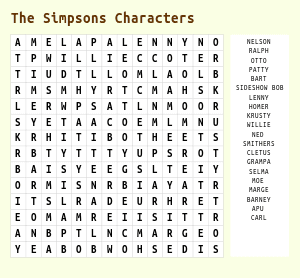 The Simpsons Characters
A M E L A P A L E N N Y N O
T P W I L L I E C C O T E R
T I U D T L L O M L A O L B
R M S M H Y R T C M A H S K
L E R W P S A T L N M O O R
S Y E T A A C O E M L M N U
K R H I T I B O T H E E T S
R B T Y T T T Y U P S R O T
B A I S Y E E G S L T E I Y
O R M I S N R B I A Y A T R
I T S L R A D E U R H R E T
E O M A M R E I I S I T T R
A N B P T L N C M A R G E O
Y E A B O B W O H S E D I S
NELSON
RALPH
OTTO
PATTY
BART
SIDESHOW BOB
LENNY
HOMER
KRUSTY
WILLIE
NED
SMITHERS
CLETUS
GRAMPA
SELMA
MOE
MARGE
BARNEY
APU
CARL